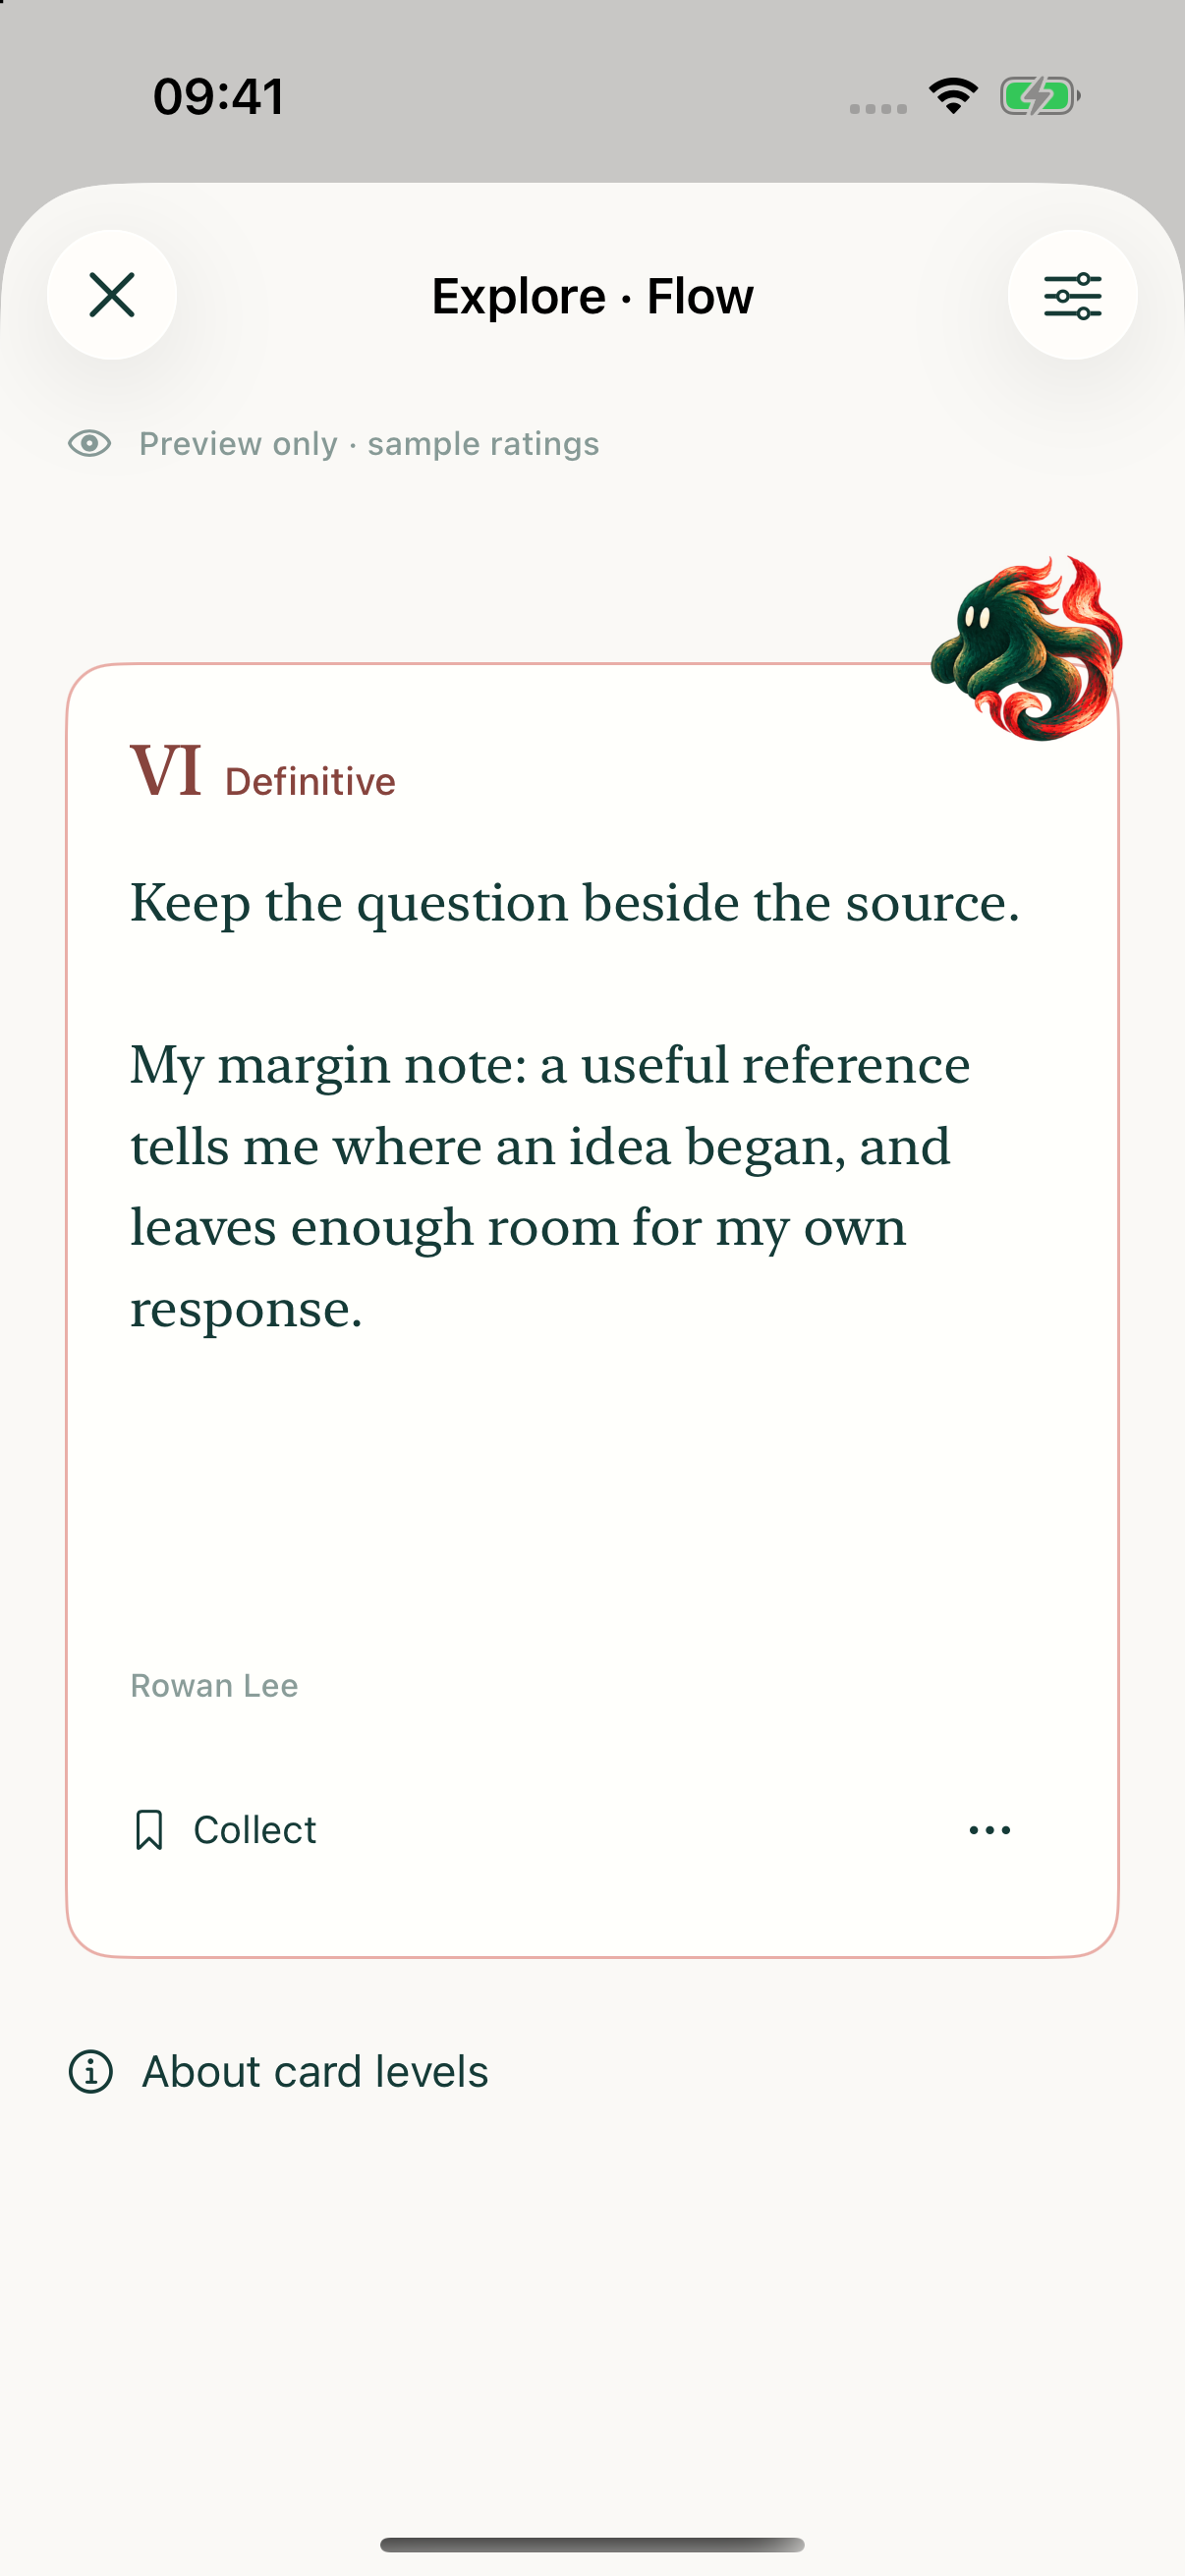 09:41
Explore · Flow
Preview only · sample ratings
VI Definitive
Keep the question beside the source.
My margin note: a useful reference
tells me where an idea began, and
leaves enough room for my own
response.
Rowan Lee
Collect
About card levels